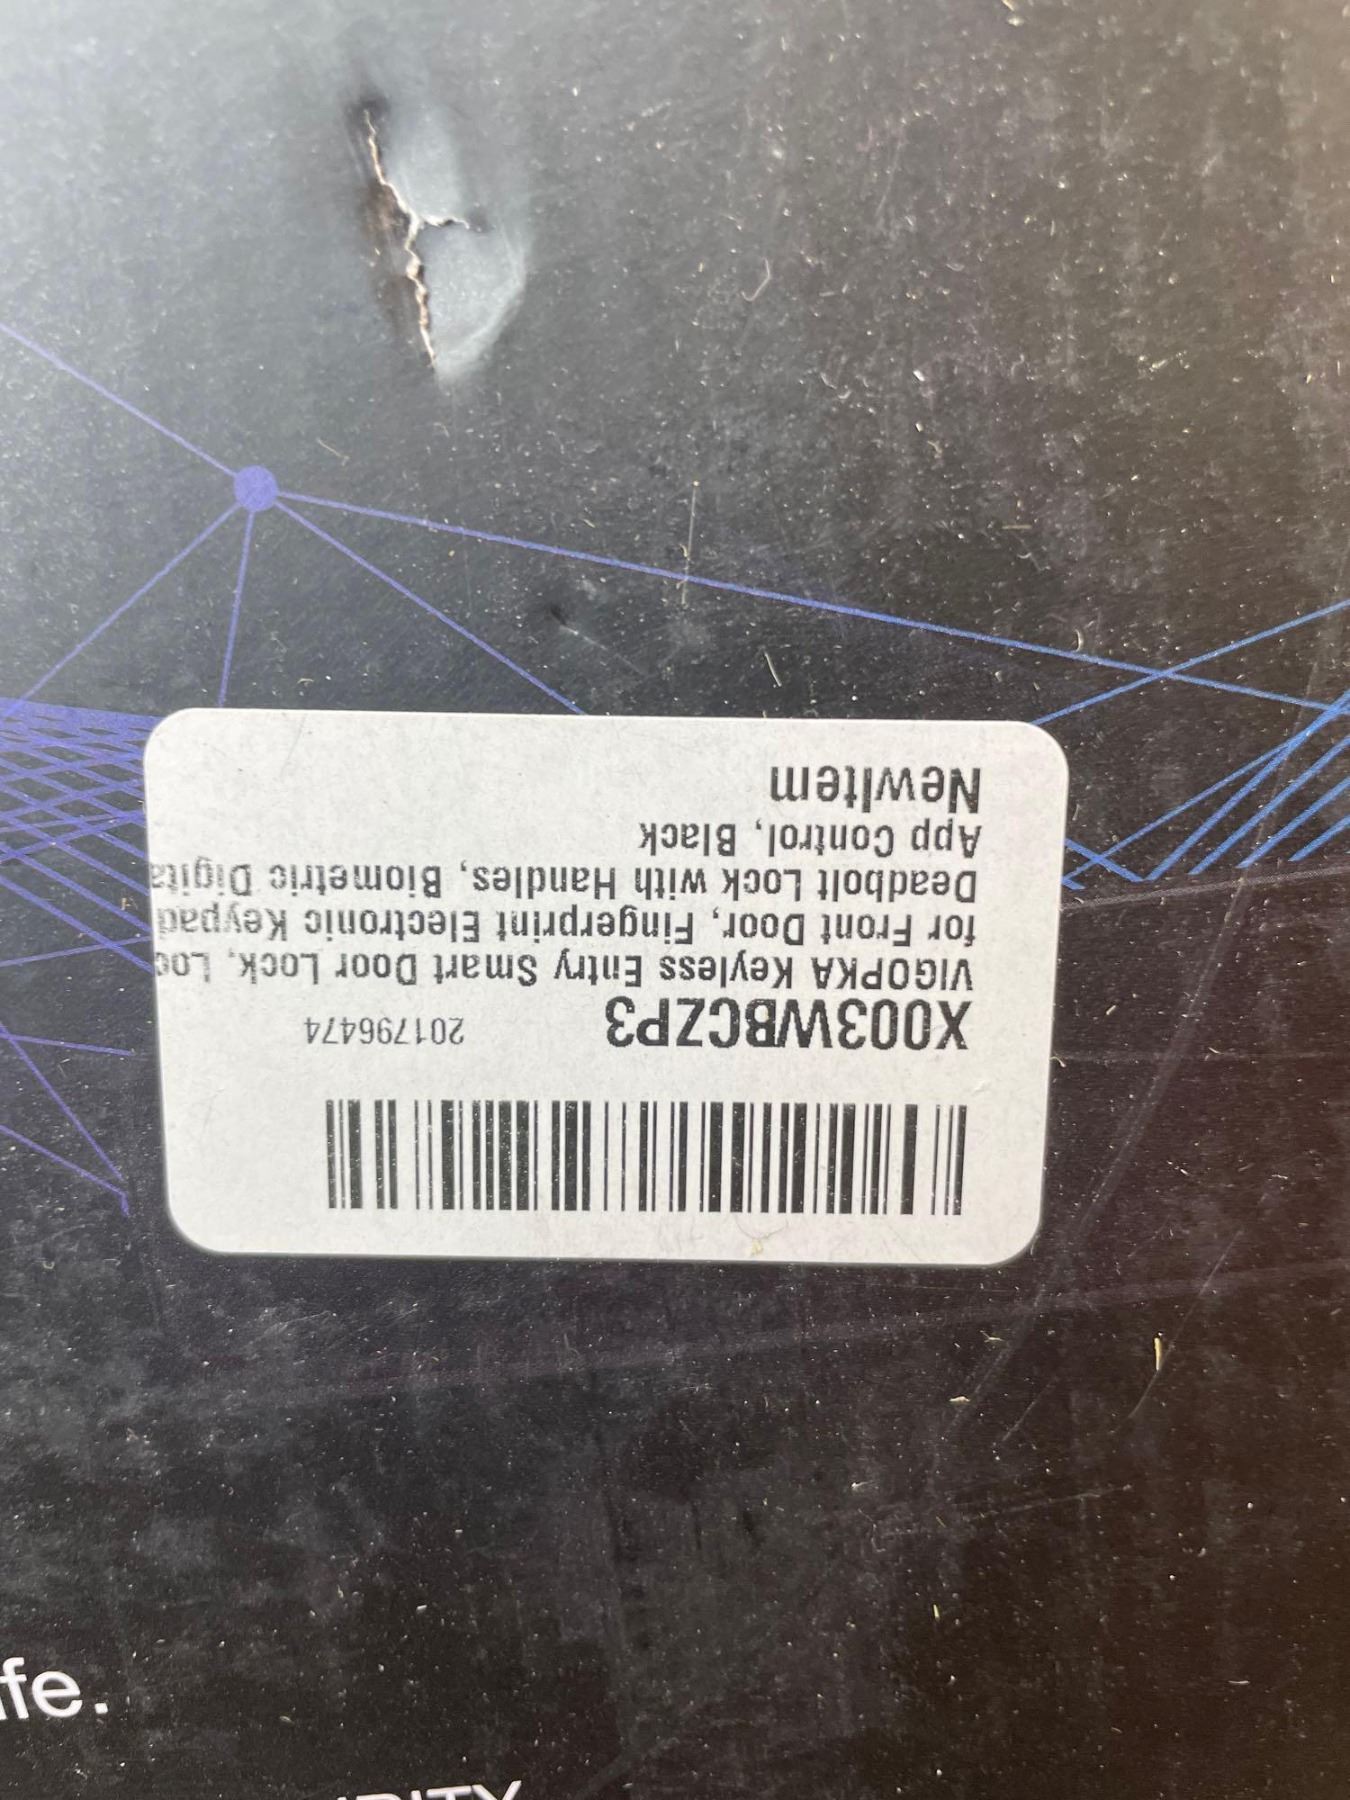 X003WBCZP3 201796474
VIGOPKA Keyless Entry Smart Door Lock, Loc
for Front Door, Fingerprint Electronic Keypad
Deadbolt Lock with Handles, Biometric Digita
App Control, Black
NewItem
ife.